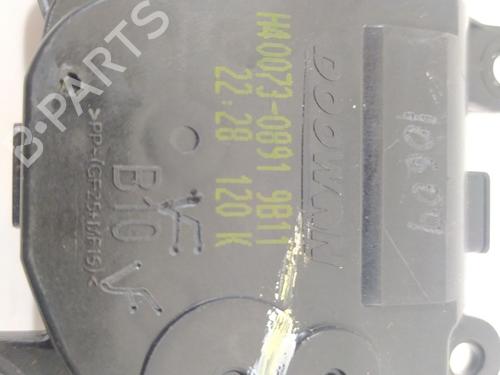 H40073-0891 9B11
22:28 120 K
DOOWON
>PP-(GF25+MF15)<
B10
B-PARTS